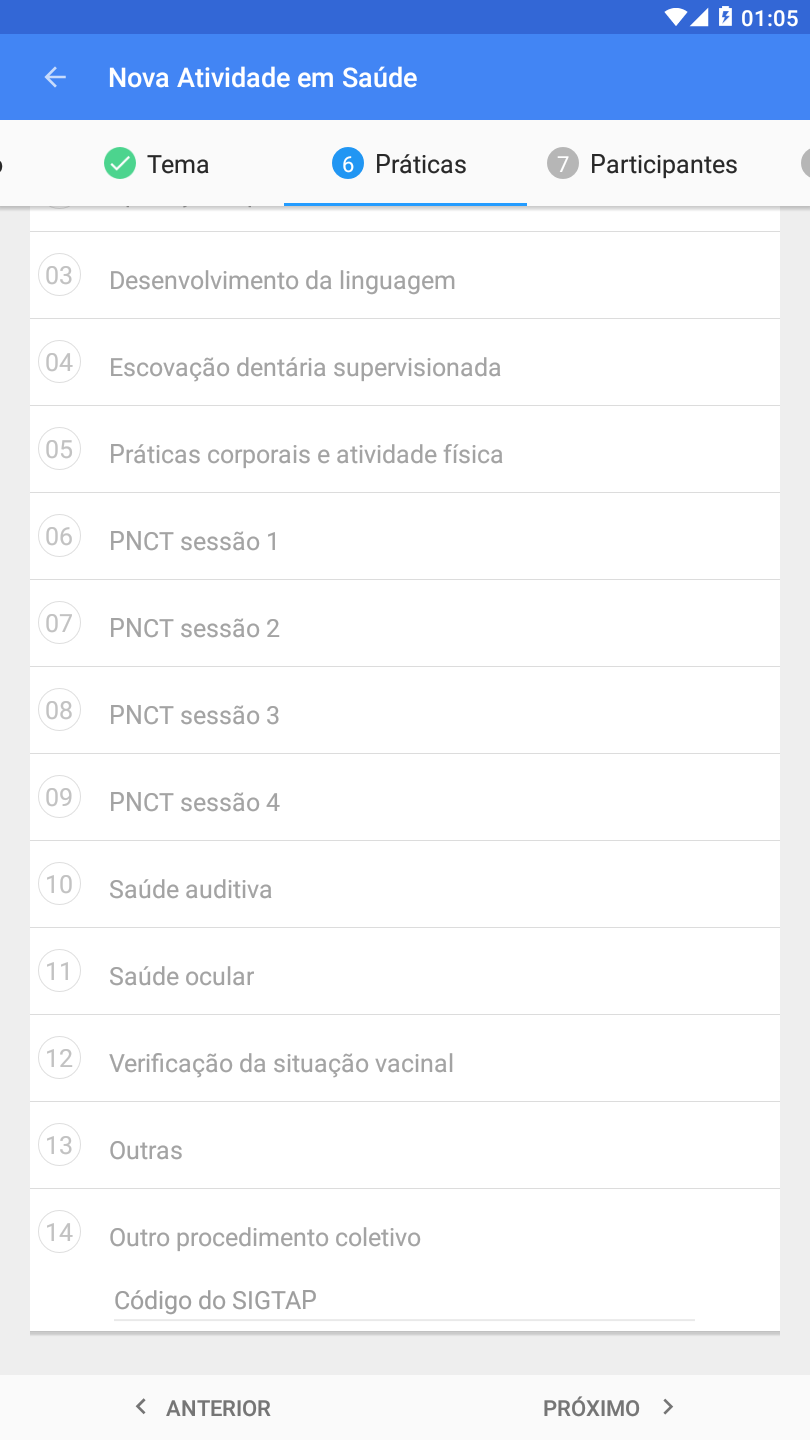 01:05
Nova Atividade em Saúde
Tema
6 Práticas
7 Participantes
03 Desenvolvimento da linguagem
04 Escovação dentária supervisionada
05 Práticas corporais e atividade física
06 PNCT sessão 1
07 PNCT sessão 2
08 PNCT sessão 3
09 PNCT sessão 4
10 Saúde auditiva
11 Saúde ocular
12 Verificação da situação vacinal
13 Outras
14 Outro procedimento coletivo
Código do SIGTAP
ANTERIOR PRÓXIMO